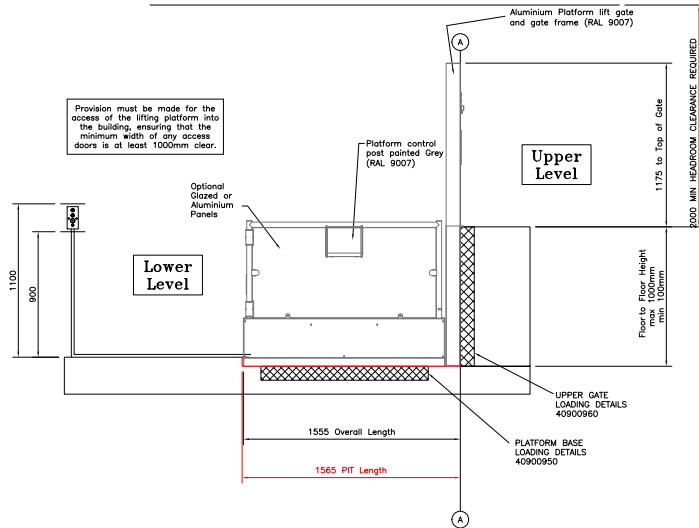 Aluminium Platform lift gate
and gate frame (RAL 9007)
A
2000 MIN HEADROOM CLEARANCE REQUIRED
1175 to Top of Gate
Provision must be made for the
access of the lifting platform into
the building, ensuring that the
minimum width of any access
doors is at least 1000mm clear.
Platform control
post painted Grey
(RAL 9007)
Upper
Level
Optional
Glazed or
Aluminium
Panels
Lower
Level
1100
900
Floor to Floor Height
max 1000mm
min 100mm
UPPER GATE
LOADING DETAILS
40900960
1555 Overall Length
PLATFORM BASE
LOADING DETAILS
40900950
1565 PIT Length
A